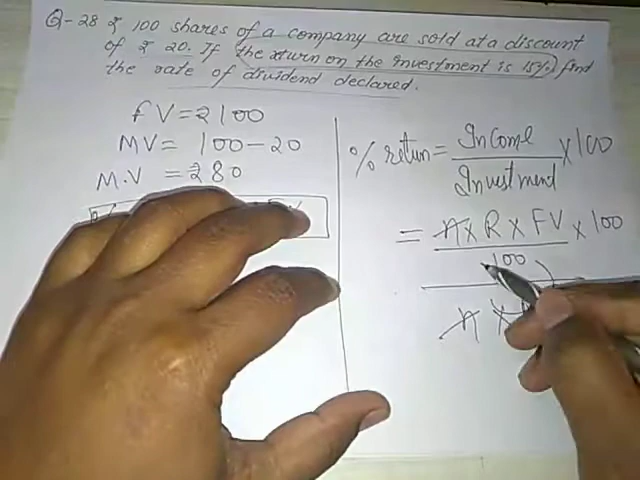 Q-28 ₹ 100 shares of a company are sold at a discount
of ₹ 20. If the return on the investment is 15%, find
the rate of dividend declared.
FV = ₹100
MV = 100-20
M.V = ₹80
% return = Income/Investment × 100
= n × R × FV × 100
100
n ×